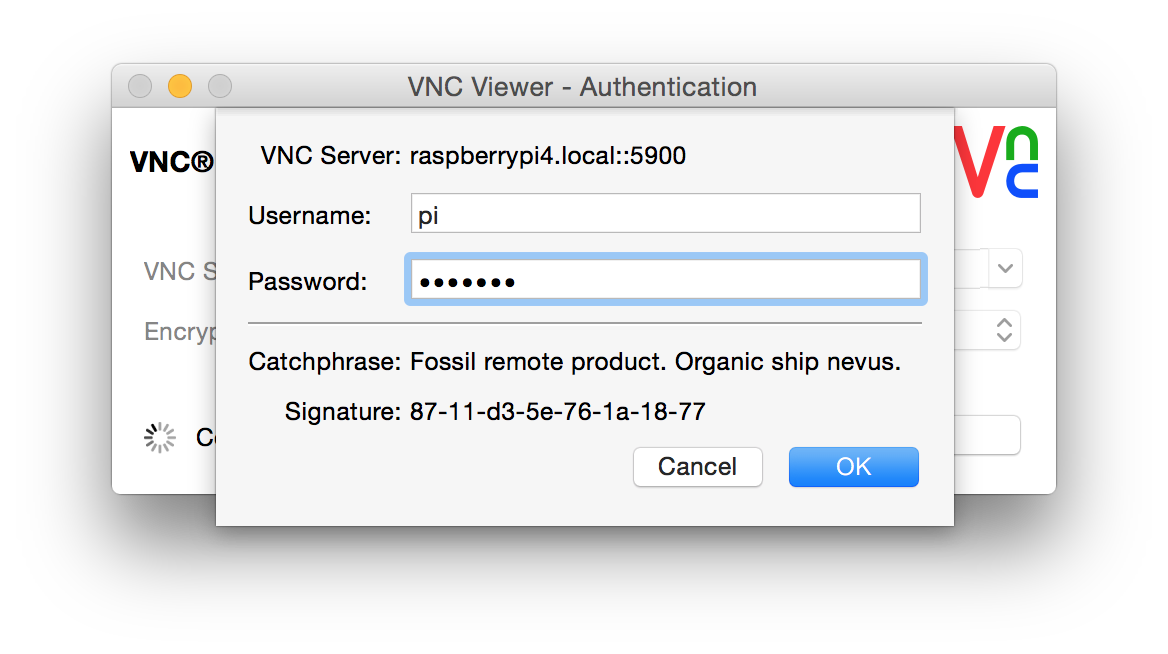 VNC Viewer - Authentication
VNC®
VNC Server: raspberrypi4.local::5900
Username: pi
VNC S
Password: •••••••
Encryp
Catchphrase: Fossil remote product. Organic ship nevus.
Signature: 87-11-d3-5e-76-1a-18-77
Cancel OK